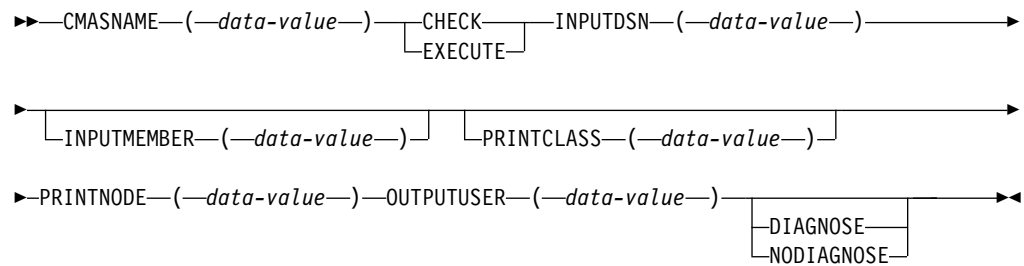 CMASNAME ( data-value ) CHECK INPUTDSN ( data-value )
EXECUTE
INPUTMEMBER ( data-value ) PRINTCLASS ( data-value )
PRINTNODE ( data-value ) OUTPUTUSER ( data-value )
DIAGNOSE
NODIAGNOSE